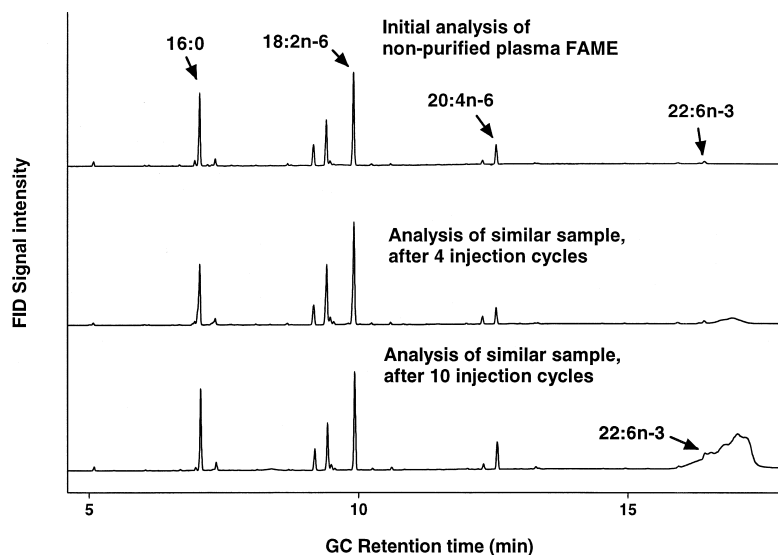 Initial analysis of
non-purified plasma FAME
16:0
18:2n-6
20:4n-6
22:6n-3
Analysis of similar sample,
after 4 injection cycles
Analysis of similar sample,
after 10 injection cycles
22:6n-3
FID Signal intensity
5
10
15
GC Retention time (min)